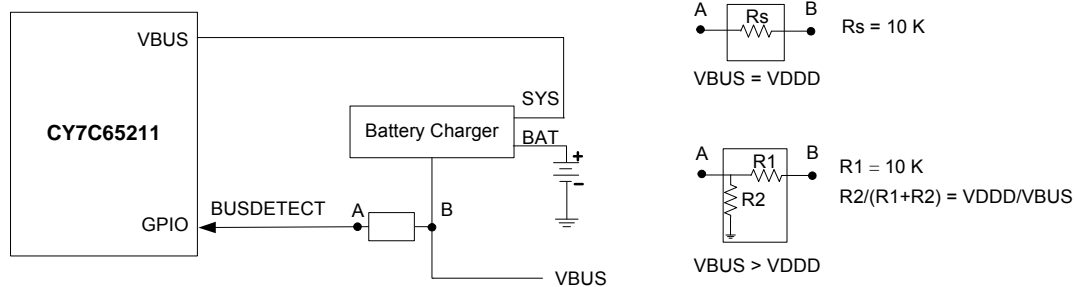 VBUS
CY7C65211
SYS
Battery Charger
BAT
+
-
BUSDETECT
A
B
GPIO
VBUS
A
B
Rs
Rs = 10 K
VBUS = VDDD
A
B
R1
R2
R1 = 10 K
R2/(R1+R2) = VDDD/VBUS
VBUS > VDDD